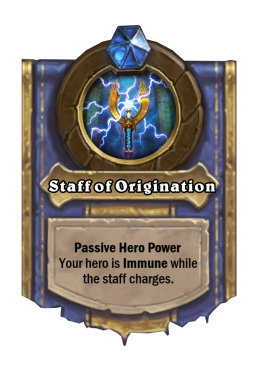 Staff of Origination
Passive Hero Power
Your hero is Immune while
the staff charges.